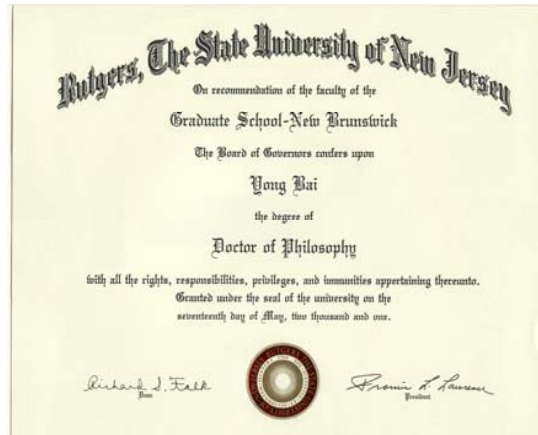 Rutgers, The State University of New Jersey
On recommendation of the faculty of the
Graduate School-New Brunswick
The Board of Governors confers upon
Yong Bai
the degree of
Doctor of Philosophy
with all the rights, responsibilities, privileges, and immunities appertaining thereunto.
Granted under the seal of the university on the
seventeenth day of May, two thousand and one.
Richard S. Falk
Dean
Francis L. Lawrence
President